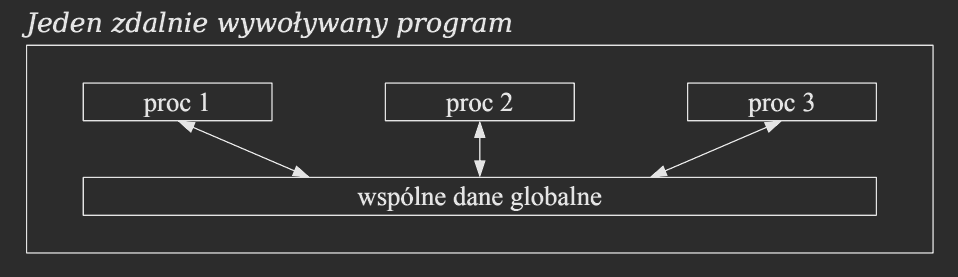 Jeden zdalnie wywoływany program
proc 1
proc 2
proc 3
wspólne dane globalne